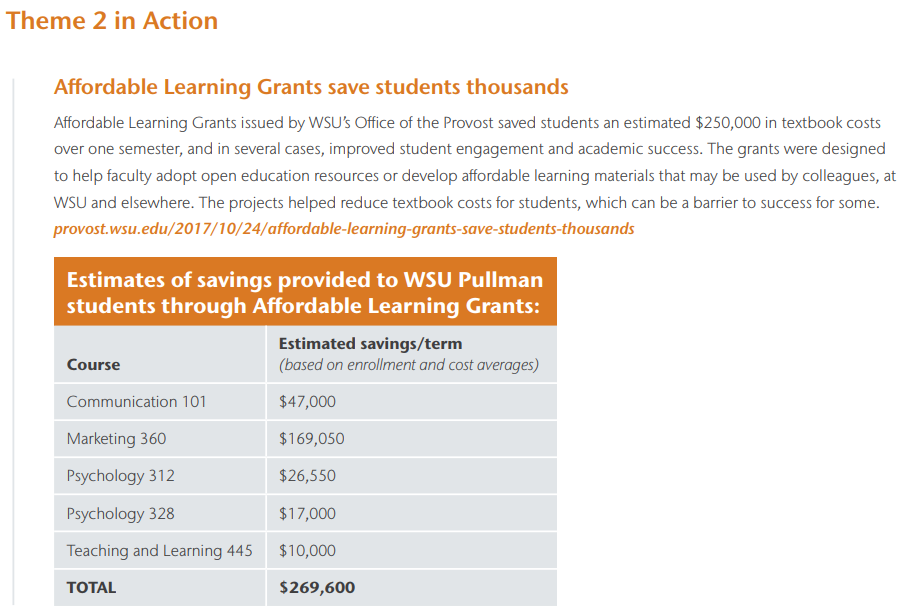 Theme 2 in Action
Affordable Learning Grants save students thousands
Affordable Learning Grants issued by WSU’s Office of the Provost saved students an estimated $250,000 in textbook costs
over one semester, and in several cases, improved student engagement and academic success. The grants were designed
to help faculty adopt open education resources or develop affordable learning materials that may be used by colleagues, at
WSU and elsewhere. The projects helped reduce textbook costs for students, which can be a barrier to success for some.
provost.wsu.edu/2017/10/24/affordable-learning-grants-save-students-thousands
Estimates of savings provided to WSU Pullman
students through Affordable Learning Grants:
Estimated savings/term
Course (based on enrollment and cost averages)
Communication 101 $47,000
Marketing 360 $169,050
Psychology 312 $26,550
Psychology 328 $17,000
Teaching and Learning 445 $10,000
TOTAL $269,600